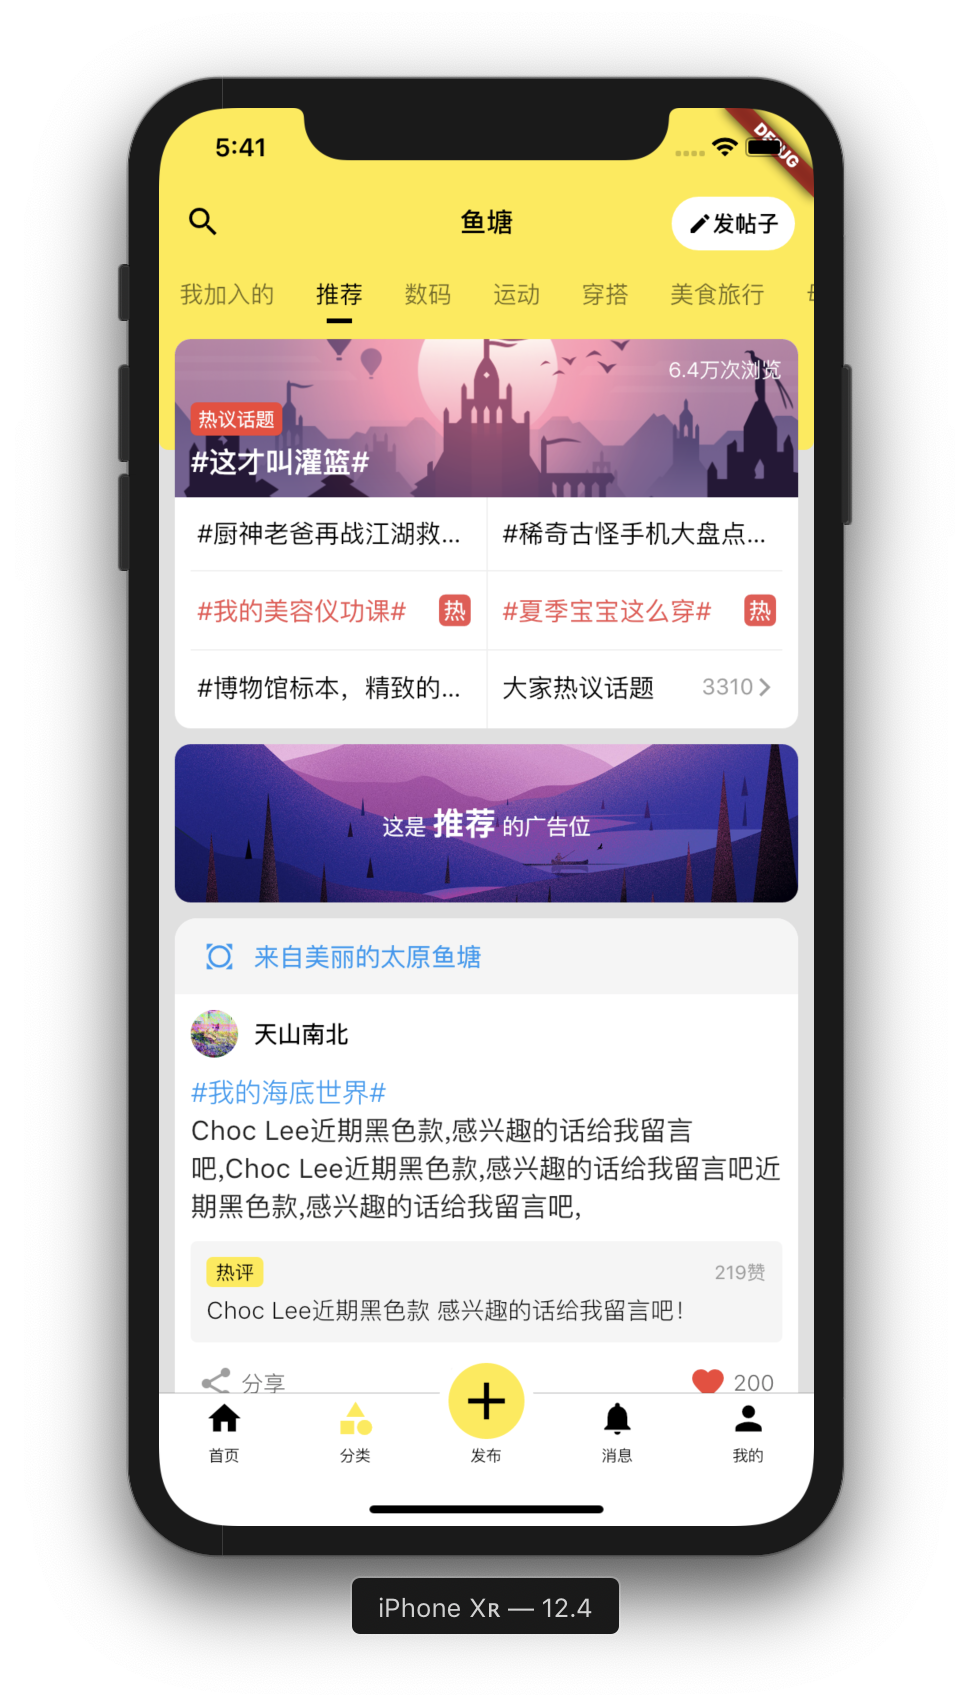 5:41
DEBUG
鱼塘
发帖子
我加入的 推荐 数码 运动 穿搭 美食旅行
6.4万次浏览
热议话题
#这才叫灌篮#
#厨神老爸再战江湖救... #稀奇古怪手机大盘点...
#我的美容仪功课# 热 #夏季宝宝这么穿# 热
#博物馆标本，精致的... 大家热议话题 3310
这是 推荐 的广告位
来自美丽的太原鱼塘
天山南北
#我的海底世界#
Choc Lee近期黑色款,感兴趣的话给我留言
吧,Choc Lee近期黑色款,感兴趣的话给我留言吧近
期黑色款,感兴趣的话给我留言吧,
热评 219赞
Choc Lee近期黑色款 感兴趣的话给我留言吧！
分享 200
首页 分类 发布 消息 我的
iPhone Xʀ — 12.4